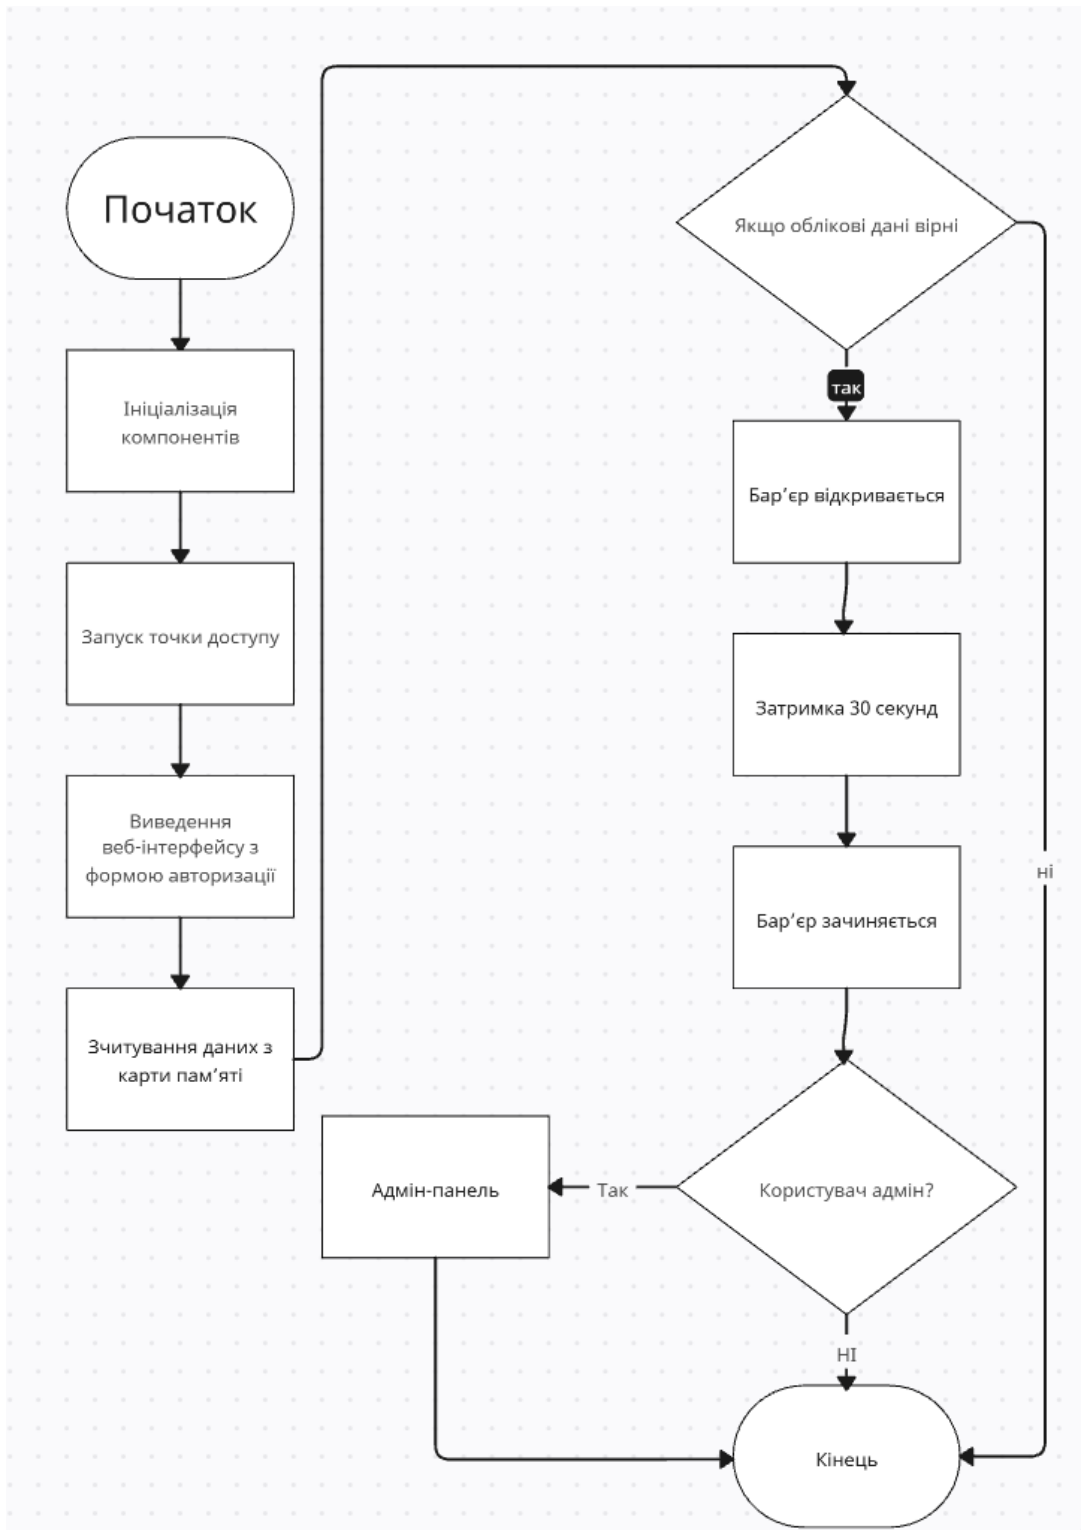 Початок
Ініціалізація
компонентів
Запуск точки доступу
Виведення
веб-інтерфейсу з
формою авторизації
Зчитування даних з
карти пам’яті
Якщо облікові дані вірні
так
Бар’єр відкривається
Затримка 30 секунд
Бар’єр зачиняється
ні
Користувач адмін?
Так
Адмін-панель
НІ
Кінець